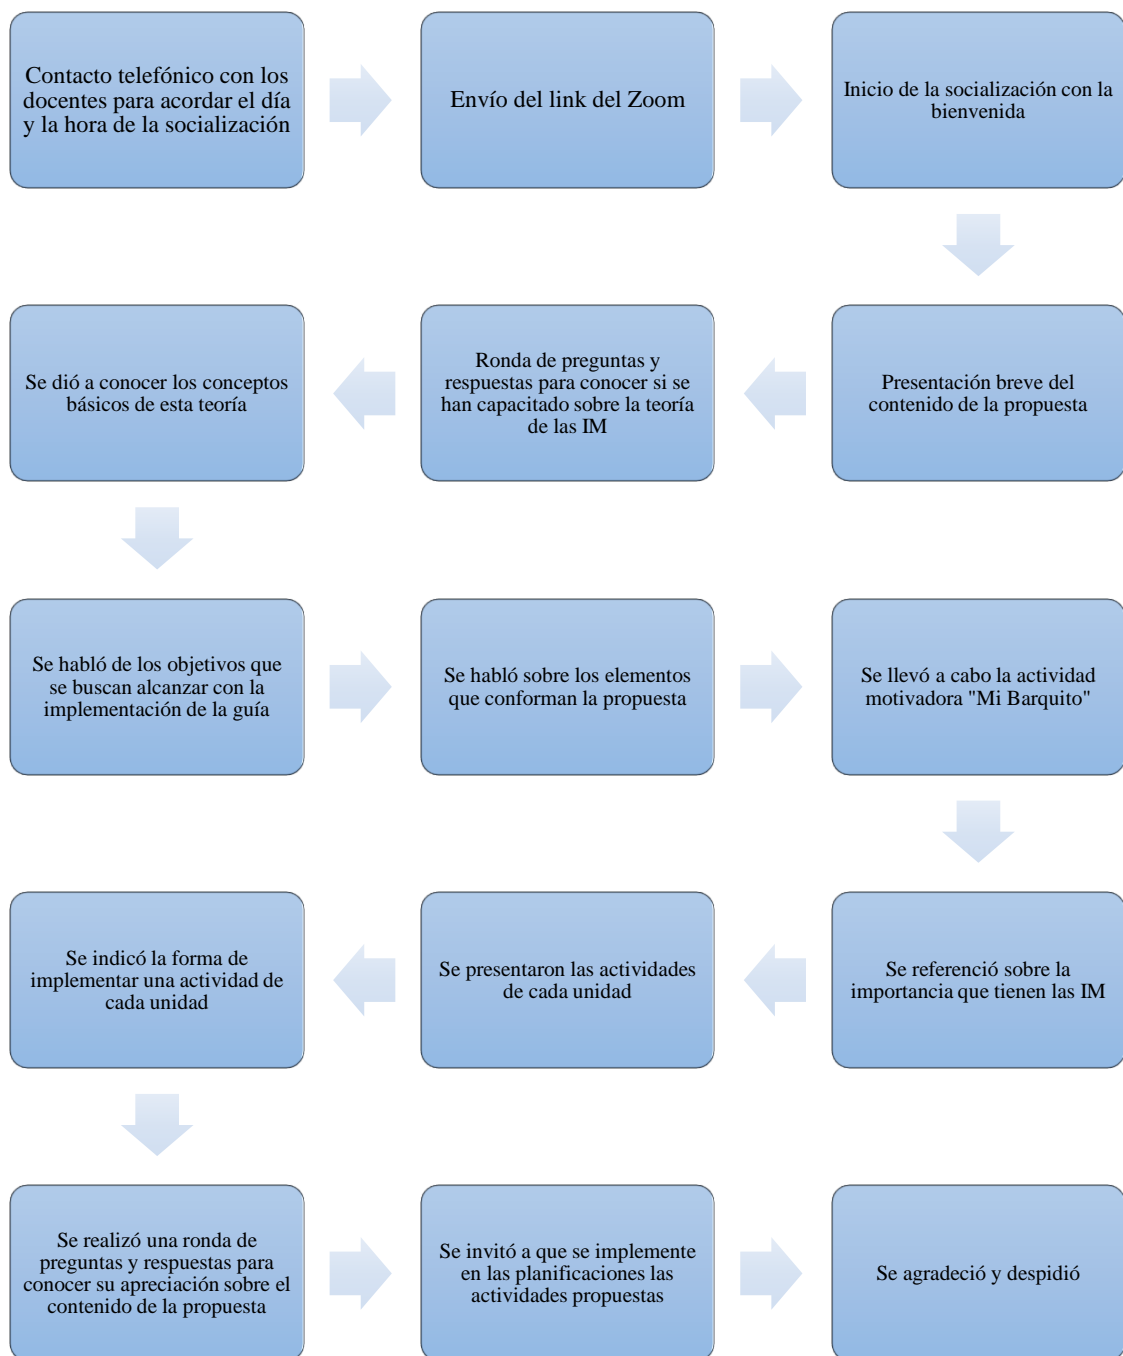 Contacto telefónico con los
docentes para acordar el día
y la hora de la socialización
Envío del link del Zoom
Inicio de la socialización con la
bienvenida
Presentación breve del
contenido de la propuesta
Ronda de preguntas y
respuestas para conocer si se
han capacitado sobre la teoría
de las IM
Se dió a conocer los conceptos
básicos de esta teoría
Se habló de los objetivos que
se buscan alcanzar con la
implementación de la guía
Se habló sobre los elementos
que conforman la propuesta
Se llevó a cabo la actividad
motivadora "Mi Barquito"
Se referenció sobre la
importancia que tienen las IM
Se presentaron las actividades
de cada unidad
Se indicó la forma de
implementar una actividad de
cada unidad
Se realizó una ronda de
preguntas y respuestas para
conocer su apreciación sobre el
contenido de la propuesta
Se invitó a que se implemente
en las planificaciones las
actividades propuestas
Se agradeció y despidió